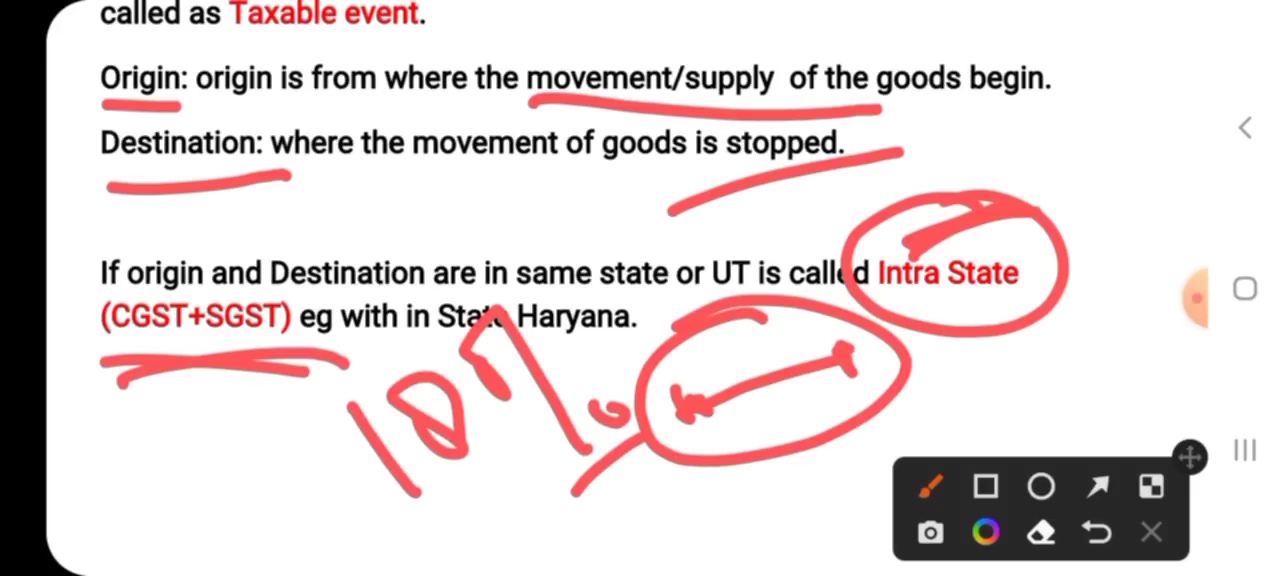 called as Taxable event.
Origin: origin is from where the movement/supply of the goods begin.
Destination: where the movement of goods is stopped.
If origin and Destination are in same state or UT is called Intra State
(CGST+SGST) eg with in State Haryana.
18%